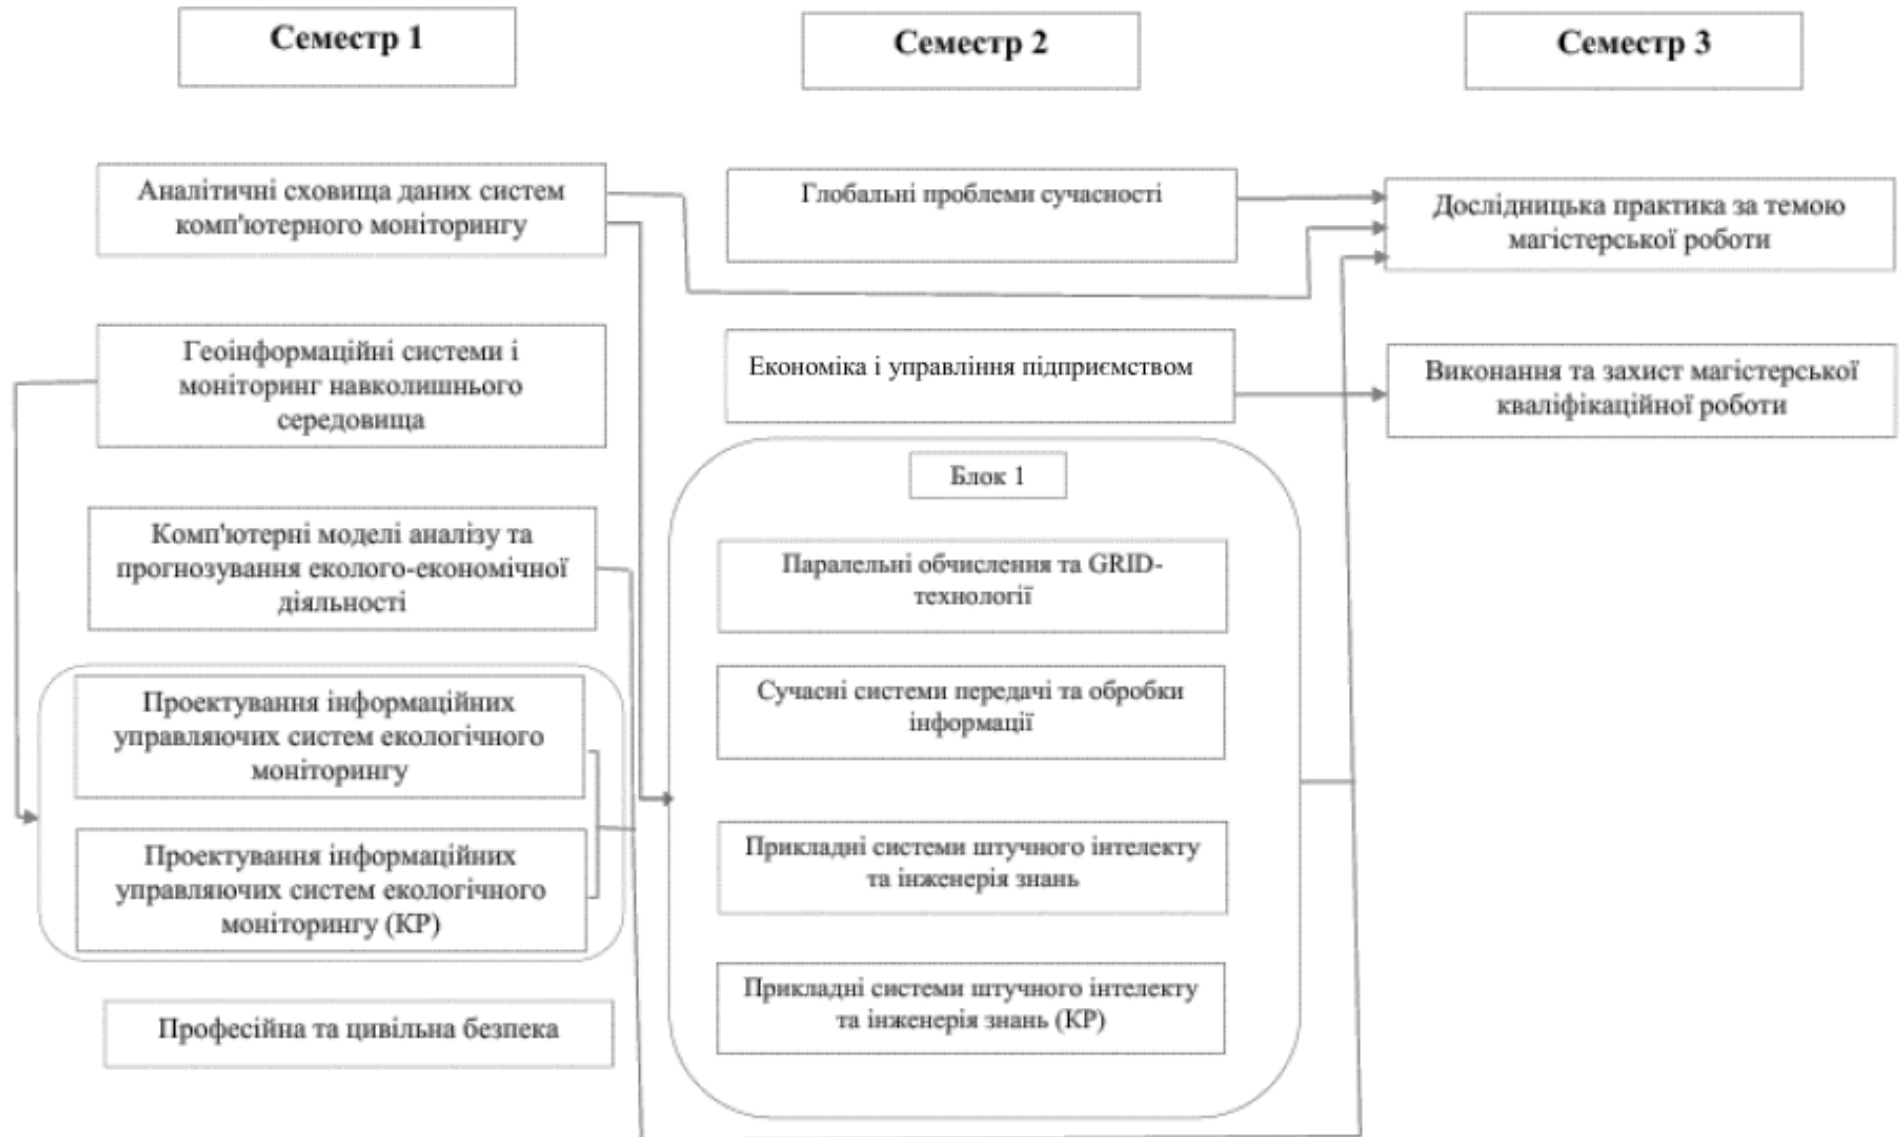 Семестр 1
Семестр 2
Семестр 3
Аналітичні сховища даних систем
комп'ютерного моніторингу
Геоінформаційні системи і
моніторинг навколишнього
середовища
Комп'ютерні моделі аналізу та
прогнозування еколого-економічної
діяльності
Проектування інформаційних
управляючих систем екологічного
моніторингу
Проектування інформаційних
управляючих систем екологічного
моніторингу (КР)
Професійна та цивільна безпека
Глобальні проблеми сучасності
Економіка і управління підприємством
Блок 1
Паралельні обчислення та GRID-
технології
Сучасні системи передачі та обробки
інформації
Прикладні системи штучного інтелекту
та інженерія знань
Прикладні системи штучного інтелекту
та інженерія знань (КР)
Дослідницька практика за темою
магістерської роботи
Виконання та захист магістерської
кваліфікаційної роботи